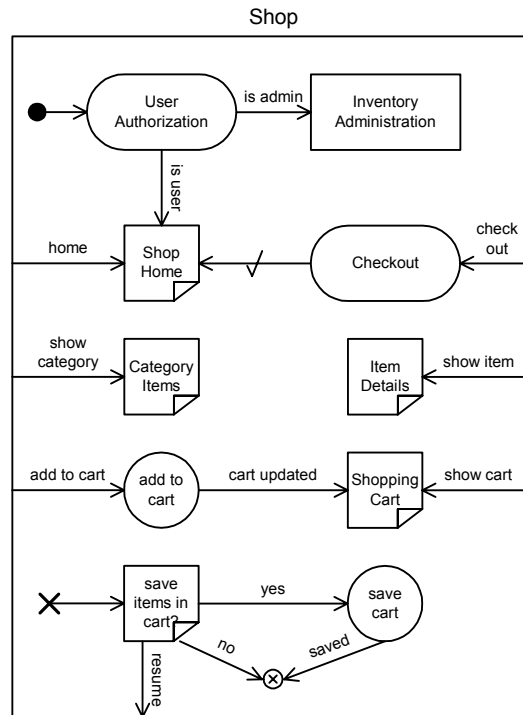 Shop
User
Authorization
is admin
Inventory
Administration
is user
home
Shop
Home
Checkout
check
out
show
category
Category
Items
Item
Details
show item
add to cart
add to
cart
cart updated
Shopping
Cart
show cart
save
items in
cart?
yes
save
cart
no
saved
resume